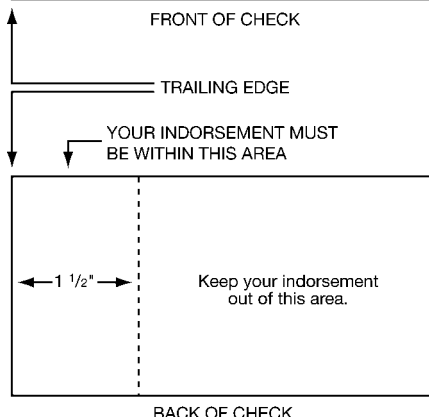 FRONT OF CHECK
TRAILING EDGE
YOUR INDORSEMENT MUST
BE WITHIN THIS AREA
1 1/2"
Keep your indorsement
out of this area.
BACK OF CHECK